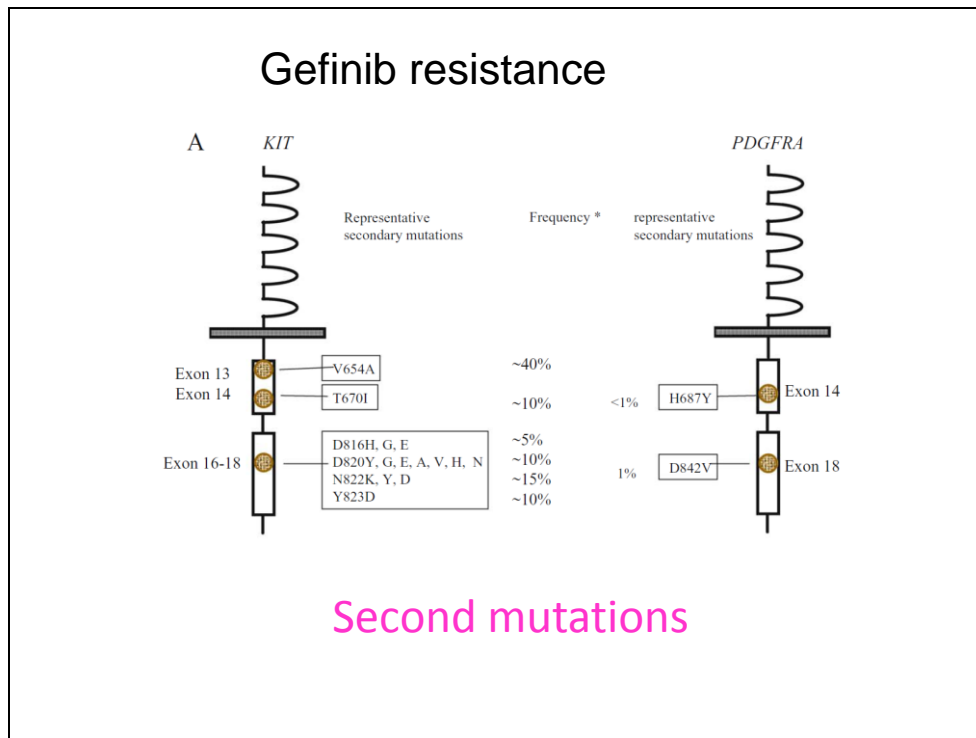 Gefinib resistance
A
KIT
PDGFRA
Representative
secondary mutations
Frequency *
representative
secondary mutations
Exon 13
V654A
~40%
Exon 14
T670I
~10%
<1%
H687Y
Exon 14
Exon 16-18
D816H, G, E
D820Y, G, E, A, V, H, N
N822K, Y, D
Y823D
~5%
~10%
~15%
~10%
1%
D842V
Exon 18
Second mutations